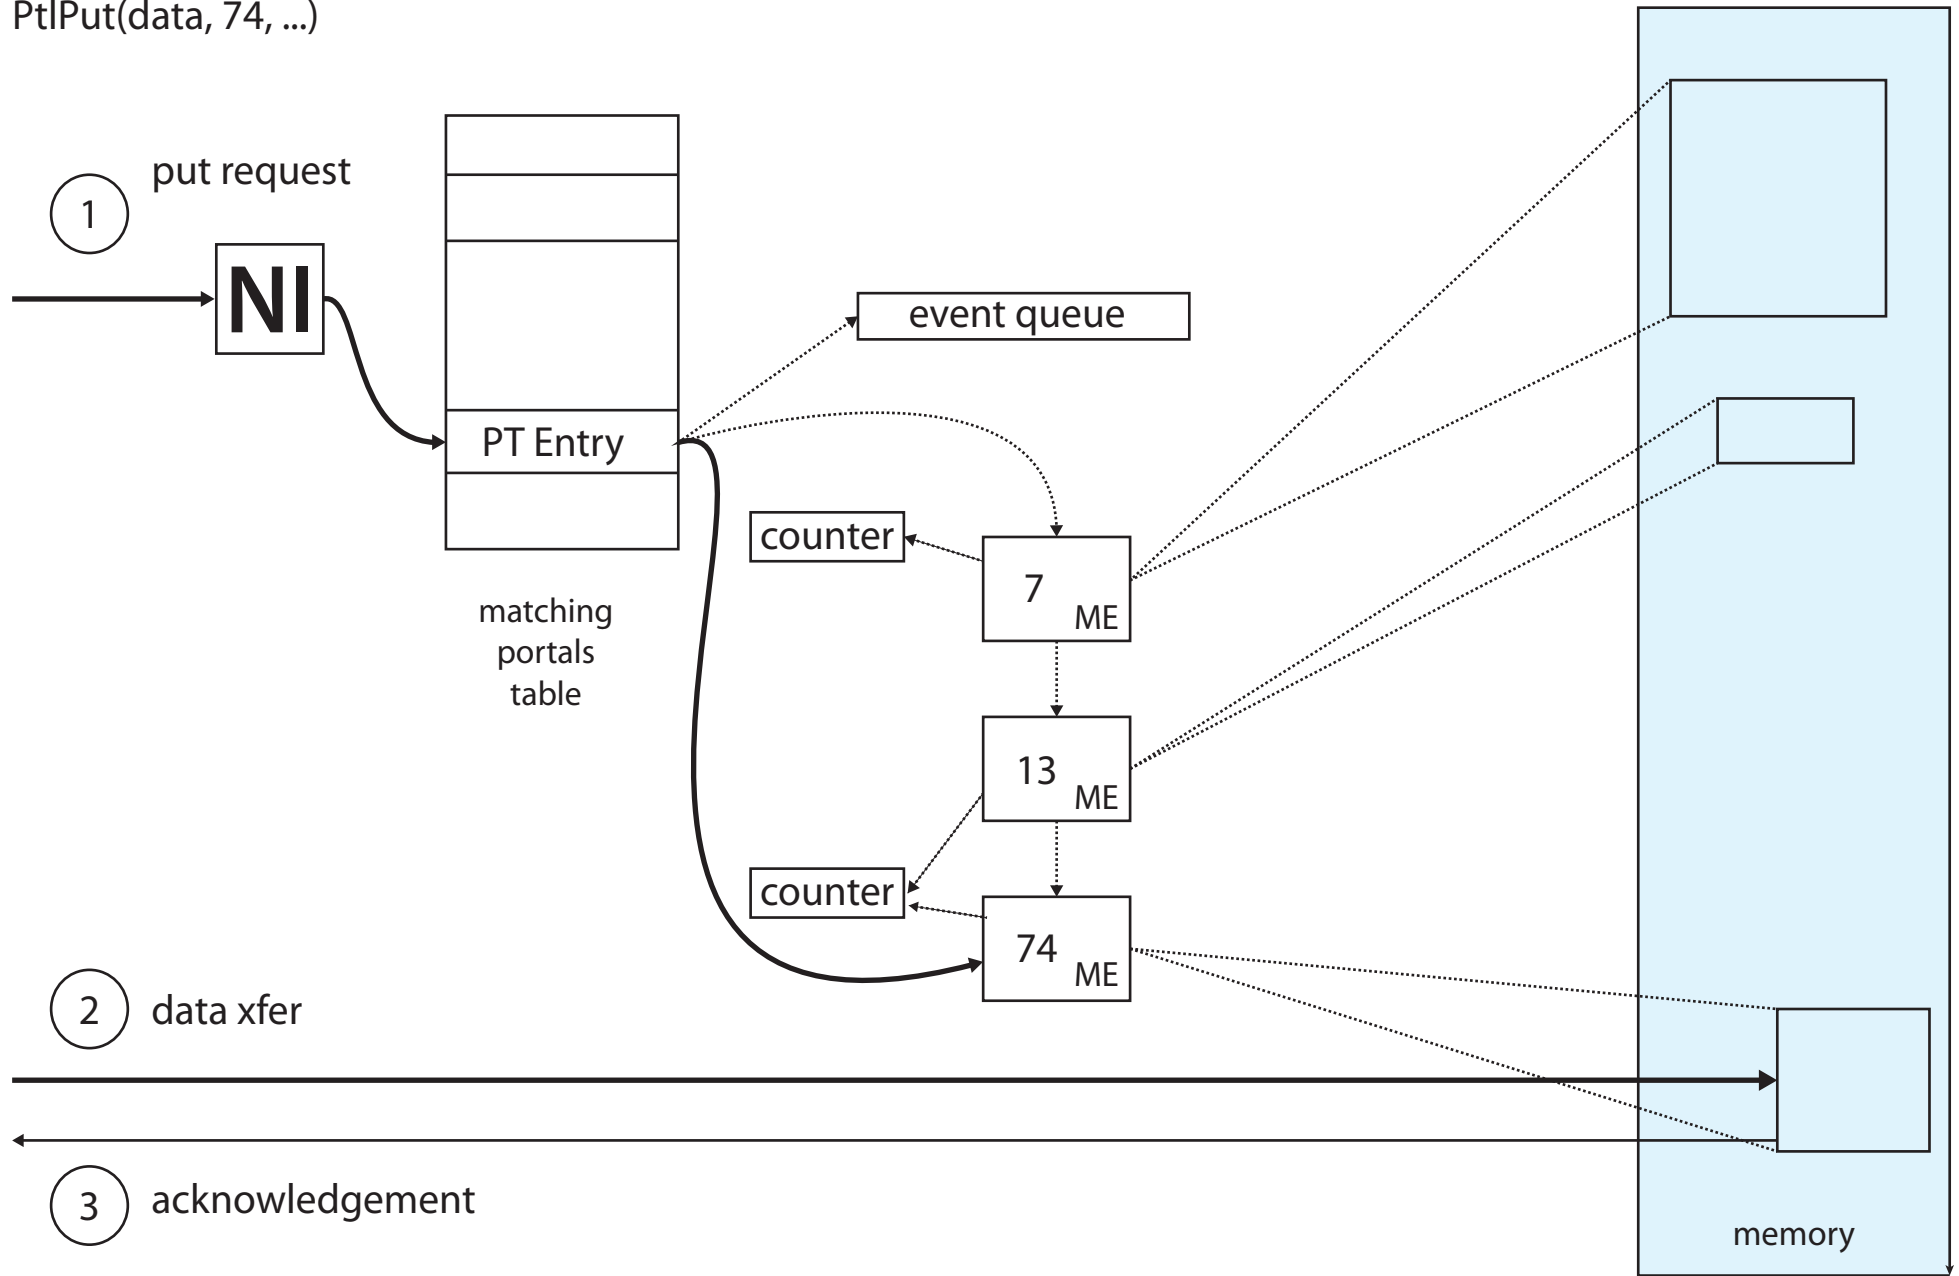 PtlPut(data, 74, ...)
put request
1
NI
event queue
PT Entry
counter
7
ME
matching
portals
table
13
ME
counter
74
ME
2
data xfer
3
acknowledgement
memory